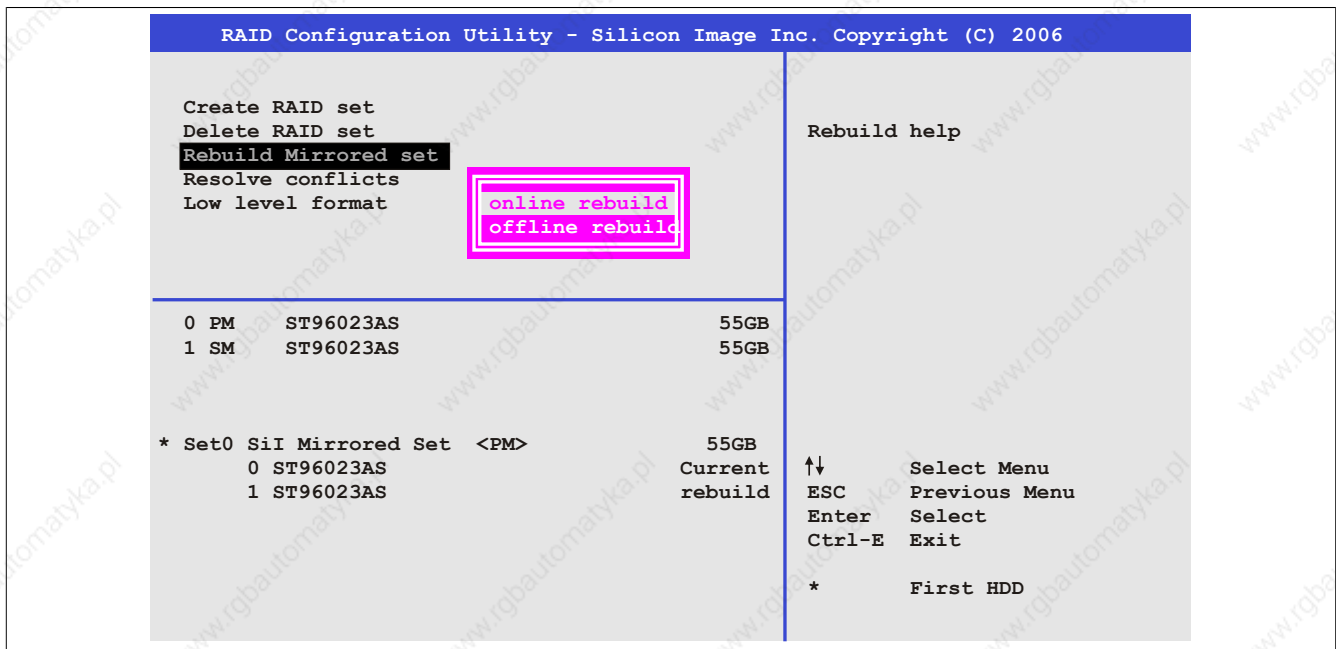 RAID Configuration Utility - Silicon Image Inc. Copyright (C) 2006
Create RAID set
Delete RAID set
Rebuild Mirrored set
Resolve conflicts
Low level format
online rebuild
offline rebuild
Rebuild help
0 PM ST96023AS 55GB
1 SM ST96023AS 55GB
* Set0 SiI Mirrored Set <PM> 55GB
0 ST96023AS Current
1 ST96023AS rebuild
↑↓ Select Menu
ESC Previous Menu
Enter Select
Ctrl-E Exit
* First HDD
www.rgbautomatyka.pl